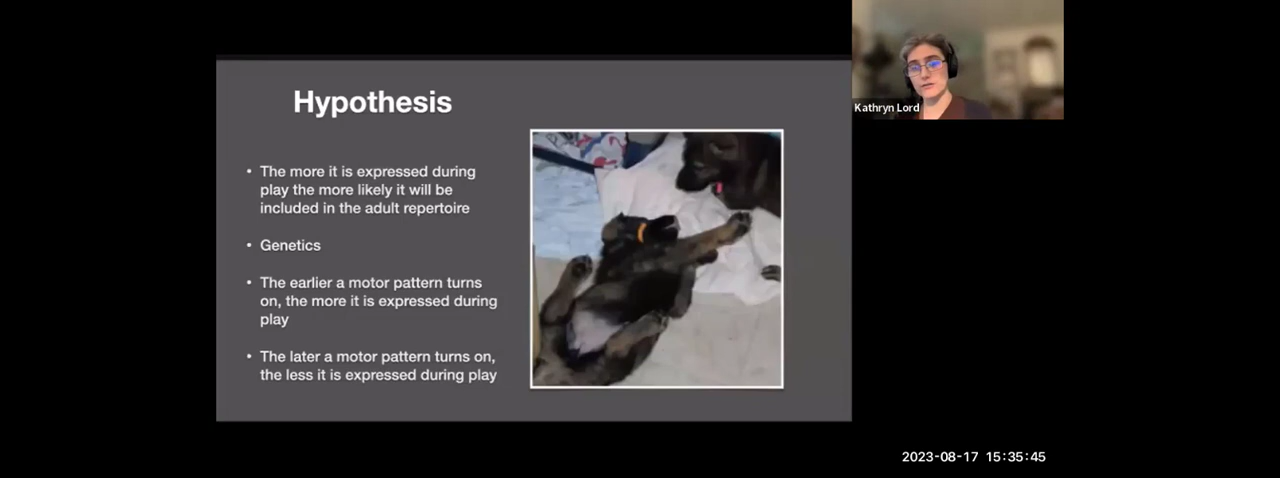 Hypothesis
• The more it is expressed during
play the more likely it will be
included in the adult repertoire
• Genetics
• The earlier a motor pattern turns
on, the more it is expressed during
play
• The later a motor pattern turns on,
the less it is expressed during play
Kathryn Lord
2023-08-17 15:35:45